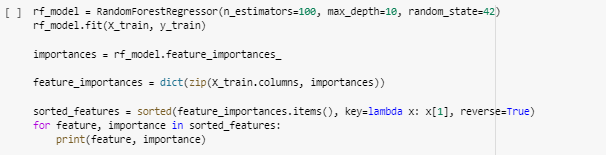 [ ] rf_model = RandomForestRegressor(n_estimators=100, max_depth=10, random_state=42)
rf_model.fit(X_train, y_train)
importances = rf_model.feature_importances_
feature_importances = dict(zip(X_train.columns, importances))
sorted_features = sorted(feature_importances.items(), key=lambda x: x[1], reverse=True)
for feature, importance in sorted_features:
    print(feature, importance)